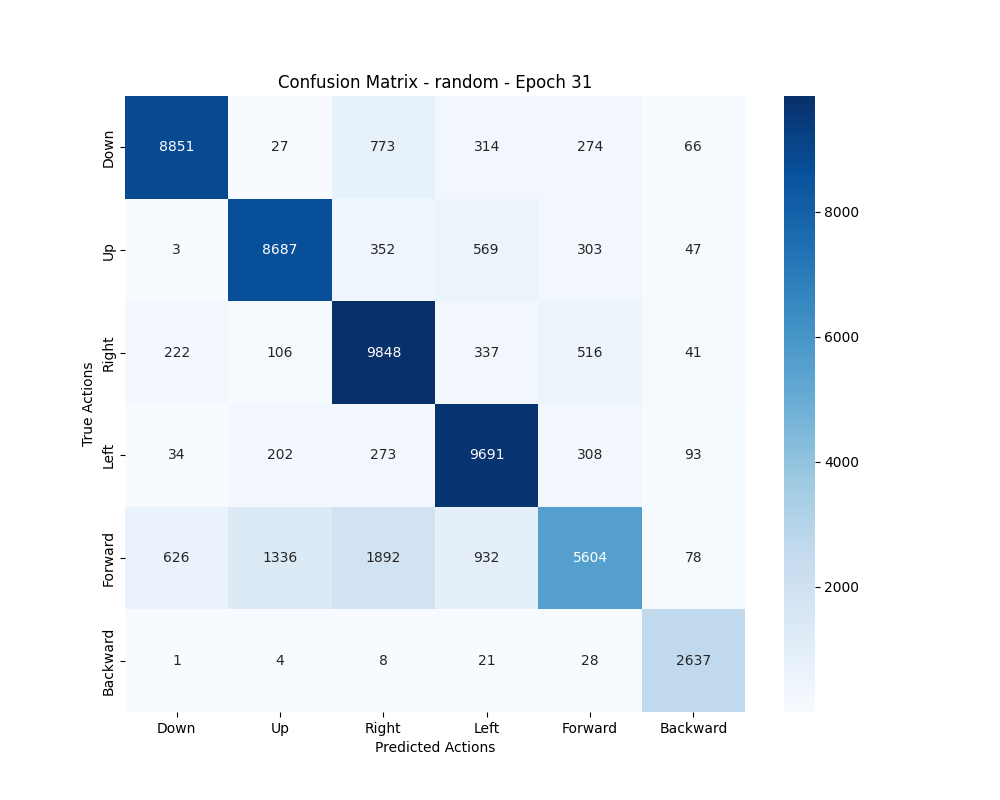 Confusion Matrix - random - Epoch 31
True Actions
Down 8851 27 773 314 274 66
Up 3 8687 352 569 303 47
Right 222 106 9848 337 516 41
Left 34 202 273 9691 308 93
Forward 626 1336 1892 932 5604 78
Backward 1 4 8 21 28 2637
Down Up Right Left Forward Backward
Predicted Actions
8000
6000
4000
2000